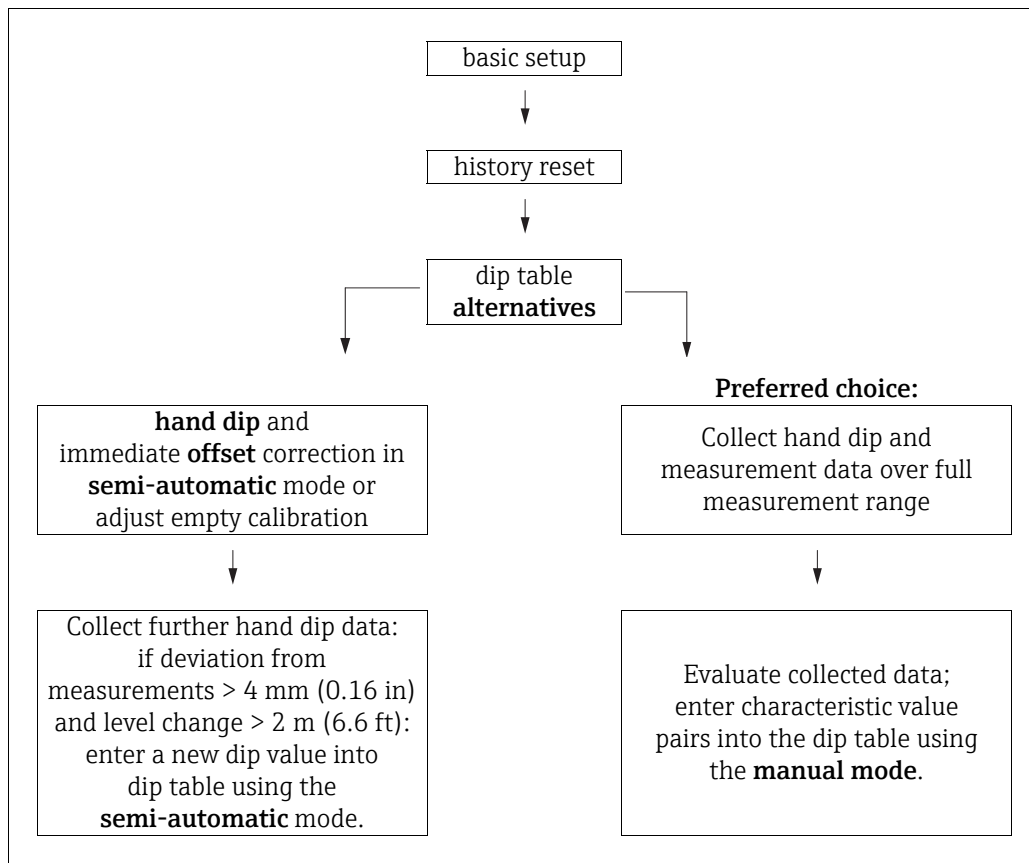 basic setup
history reset
dip table
alternatives
hand dip and
immediate offset correction in
semi-automatic mode or
adjust empty calibration
Collect further hand dip data:
if deviation from
measurements > 4 mm (0.16 in)
and level change > 2 m (6.6 ft):
enter a new dip value into
dip table using the
semi-automatic mode.
Preferred choice:
Collect hand dip and
measurement data over full
measurement range
Evaluate collected data;
enter characteristic value
pairs into the dip table using
the manual mode.